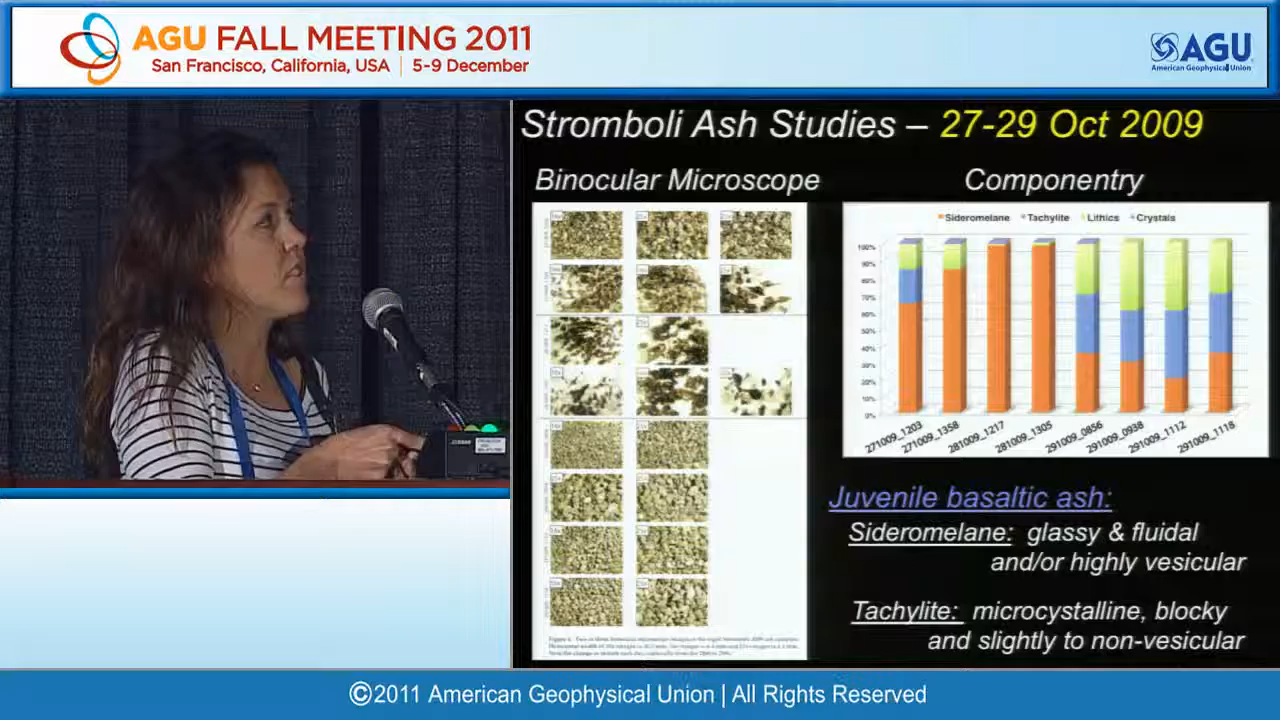 AGU FALL MEETING 2011
San Francisco, California, USA | 5-9 December
AGU
American Geophysical Union
Stromboli Ash Studies – 27-29 Oct 2009
Binocular Microscope
Componentry
Sideromelane Tachylite Lithics Crystals
100%
90%
80%
70%
60%
50%
40%
30%
20%
10%
0%
271009_1203
271009_1358
281009_1217
281009_1305
291009_0856
291009_0938
291009_1112
291009_1118
Juvenile basaltic ash:
Sideromelane: glassy & fluidal
and/or highly vesicular
Tachylite: microcystalline, blocky
and slightly to non-vesicular
©2011 American Geophysical Union | All Rights Reserved